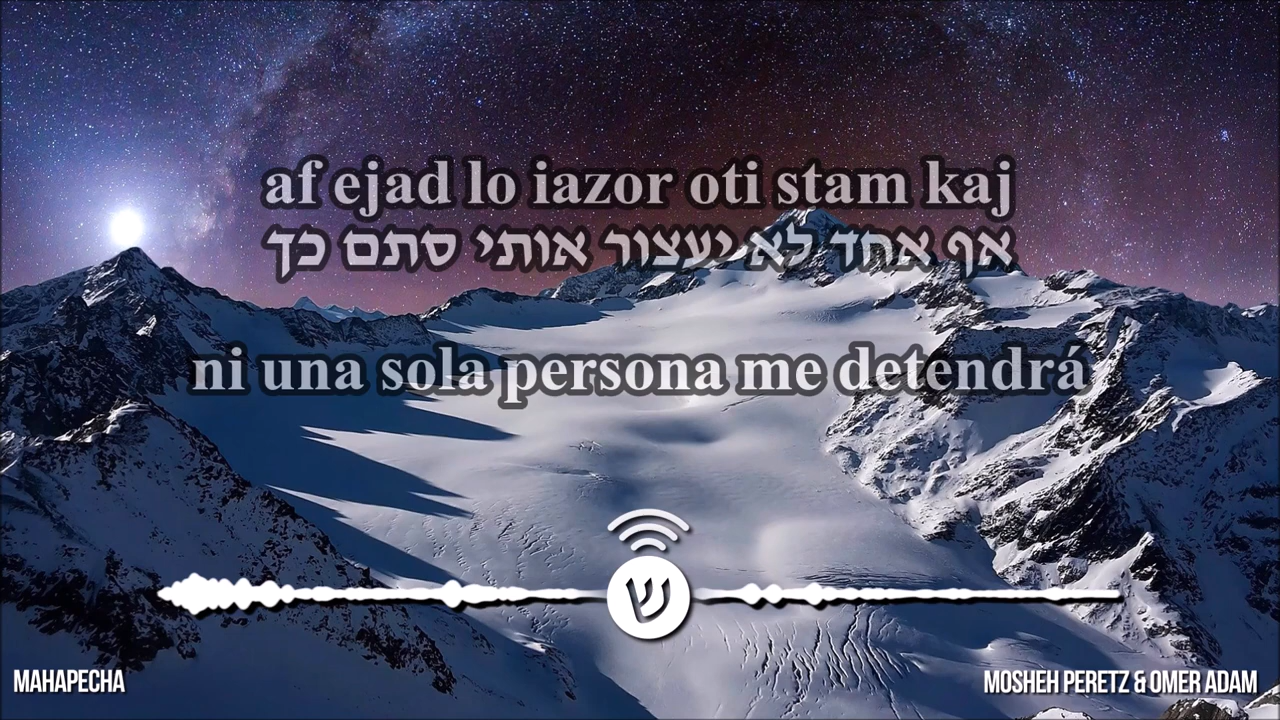 af ejad lo iazor oti stam kaj
אף אחד לא יעצור אותי סתם כך
ni una sola persona me detendrá
ש
MAHAPECHA
MOSHEH PERETZ & OMER ADAM